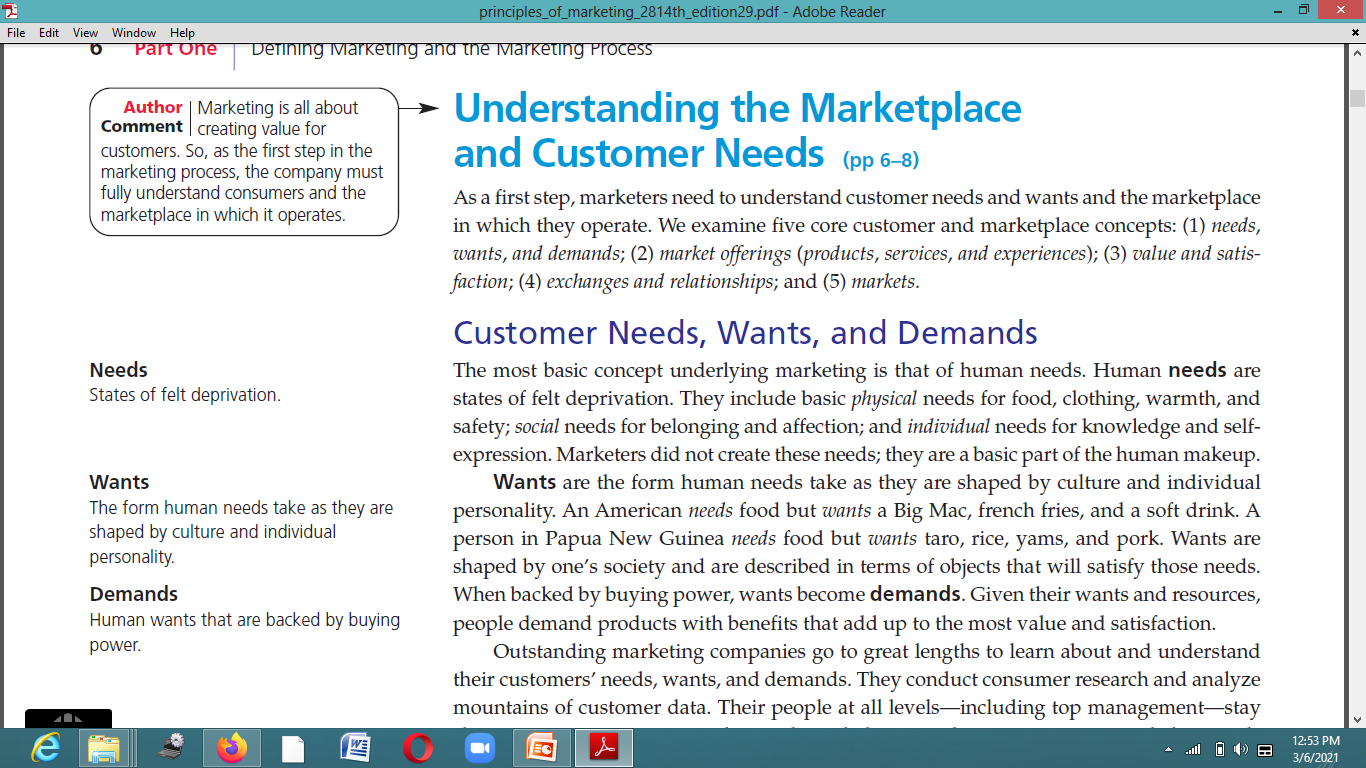 principles_of_marketing_2814th_edition29.pdf - Adobe Reader
File Edit View Window Help
6 Part One Defining Marketing and the Marketing Process
Author Comment Marketing is all about
creating value for
customers. So, as the first step in the
marketing process, the company must
fully understand consumers and the
marketplace in which it operates.
Understanding the Marketplace
and Customer Needs (pp 6–8)
As a first step, marketers need to understand customer needs and wants and the marketplace
in which they operate. We examine five core customer and marketplace concepts: (1) needs,
wants, and demands; (2) market offerings (products, services, and experiences); (3) value and satis-
faction; (4) exchanges and relationships; and (5) markets.
Customer Needs, Wants, and Demands
Needs
States of felt deprivation.
The most basic concept underlying marketing is that of human needs. Human needs are
states of felt deprivation. They include basic physical needs for food, clothing, warmth, and
safety; social needs for belonging and affection; and individual needs for knowledge and self-
expression. Marketers did not create these needs; they are a basic part of the human makeup.
Wants
The form human needs take as they are
shaped by culture and individual
personality.
Wants are the form human needs take as they are shaped by culture and individual
personality. An American needs food but wants a Big Mac, french fries, and a soft drink. A
person in Papua New Guinea needs food but wants taro, rice, yams, and pork. Wants are
shaped by one's society and are described in terms of objects that will satisfy those needs.
When backed by buying power, wants become demands. Given their wants and resources,
people demand products with benefits that add up to the most value and satisfaction.
Demands
Human wants that are backed by buying
power.
Outstanding marketing companies go to great lengths to learn about and understand
their customers' needs, wants, and demands. They conduct consumer research and analyze
mountains of customer data. Their people at all levels—including top management—stay
12:53 PM
3/6/2021